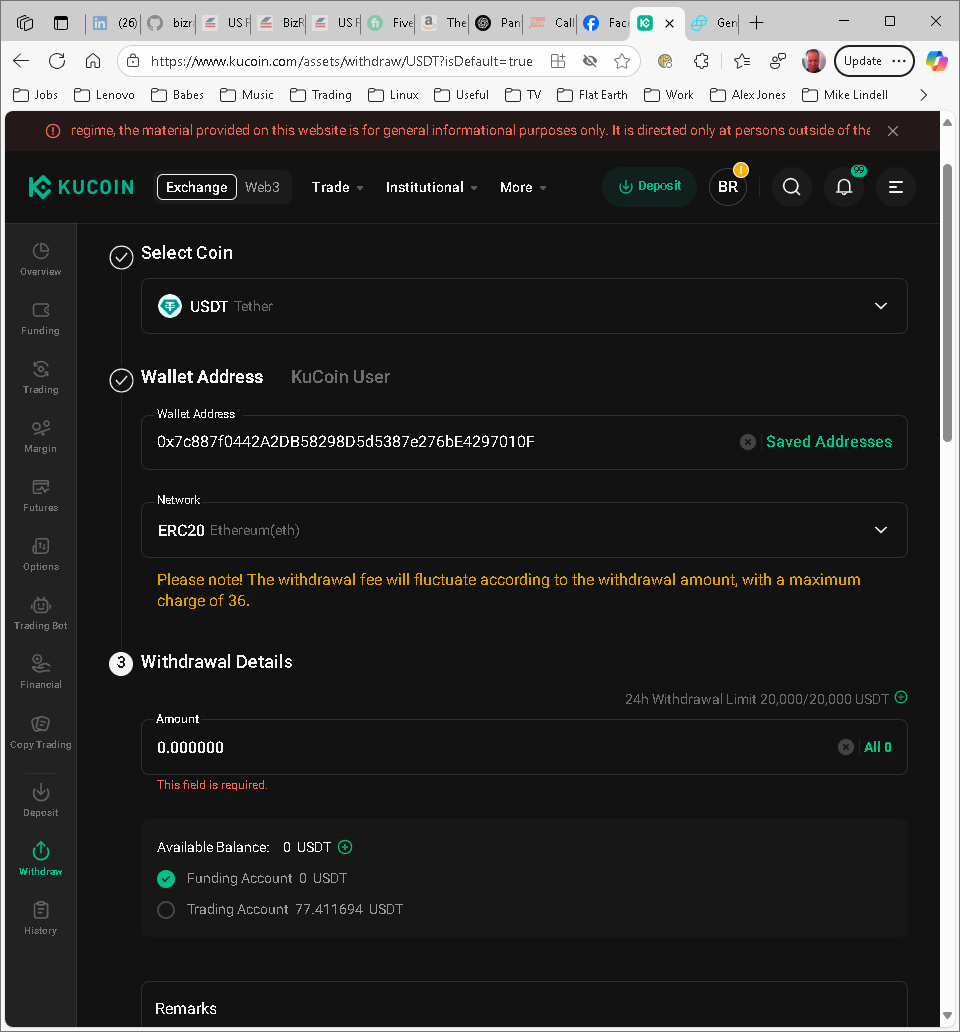 (26)
bizr
US F
BizR
US F
Five
The
Par
Call
Fac
Gen
https://www.kucoin.com/assets/withdraw/USDT?isDefault=true
Update
Jobs
Lenovo
Babes
Music
Trading
Linux
Useful
TV
Flat Earth
Work
Alex Jones
Mike Lindell
regime, the material provided on this website is for general informational purposes only. It is directed only at persons outside of the
KUCOIN
Exchange
Web3
Trade
Institutional
More
Deposit
BR
99
Overview
Funding
Trading
Margin
Futures
Options
Trading Bot
Financial
Copy Trading
Deposit
Withdraw
History
Select Coin
USDT Tether
Wallet Address
KuCoin User
Wallet Address
0x7c887f0442A2DB58298D5d5387e276bE4297010F
Saved Addresses
Network
ERC20 Ethereum(eth)
Please note! The withdrawal fee will fluctuate according to the withdrawal amount, with a maximum
charge of 36.
3 Withdrawal Details
24h Withdrawal Limit 20,000/20,000 USDT
Amount
0.000000
All 0
This field is required.
Available Balance: 0 USDT
Funding Account 0 USDT
Trading Account 77.411694 USDT
Remarks